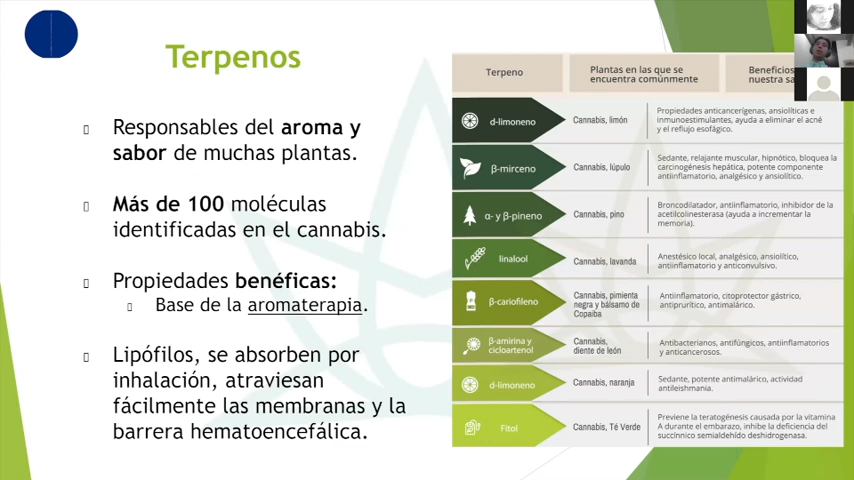 Terpenos
Responsables del aroma y
sabor de muchas plantas.
Más de 100 moléculas
identificadas en el cannabis.
Propiedades benéficas:
Base de la aromaterapia.
Lipófilos, se absorben por
inhalación, atraviesan
fácilmente las membranas y la
barrera hematoencefálica.
Terpeno
Plantas en las que se
encuentra comúnmente
Beneficios
nuestra
d-limoneno
Cannabis, limón
Propiedades anticancerígenas, ansiolíticas e
inmunoestimulantes, ayuda a eliminar el acné
y el reflujo esofágico.
β-mirceno
Cannabis, lúpulo
Sedante, relajante muscular, hipnótico, bloquea la
carcinogénesis hepática, potente componente
antiinflamatorio, analgésico y ansiolítico.
α- y β-pineno
Cannabis, pino
Broncodilatador, antiinflamatorio, inhibidor de la
acetilcolinesterasa (ayuda a incrementar la
memoria).
linalool
Cannabis, lavanda
Anestésico local, analgésico, ansiolítico,
antiinflamatorio y anticonvulsivo.
β-cariofileno
Cannabis, pimienta
negra y bálsamo de
Copaiba
Antiinflamatorio, citoprotector gástrico,
antiprurítico, antimalárico.
β-amirina y
cicloartenol
Cannabis,
diente de león
Antibacterianos, antifúngicos, antiinflamatorios
y anticancerosos.
d-limoneno
Cannabis, naranja
Sedante, potente antimalárico, actividad
antileishmania.
Fitol
Cannabis, Té Verde
Previene la teratogénesis causada por la vitamina
A durante el embarazo, inhibe la deficiencia del
succínnico semialdehído deshidrogenasa.